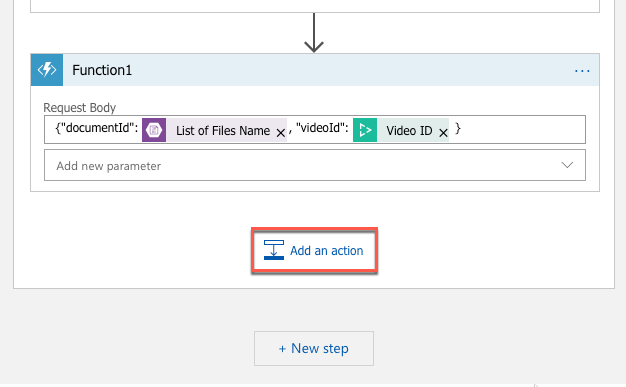 Function1
Request Body
{"documentId": List of Files Name × , "videoId": Video ID × }
Add new parameter
Add an action
+ New step